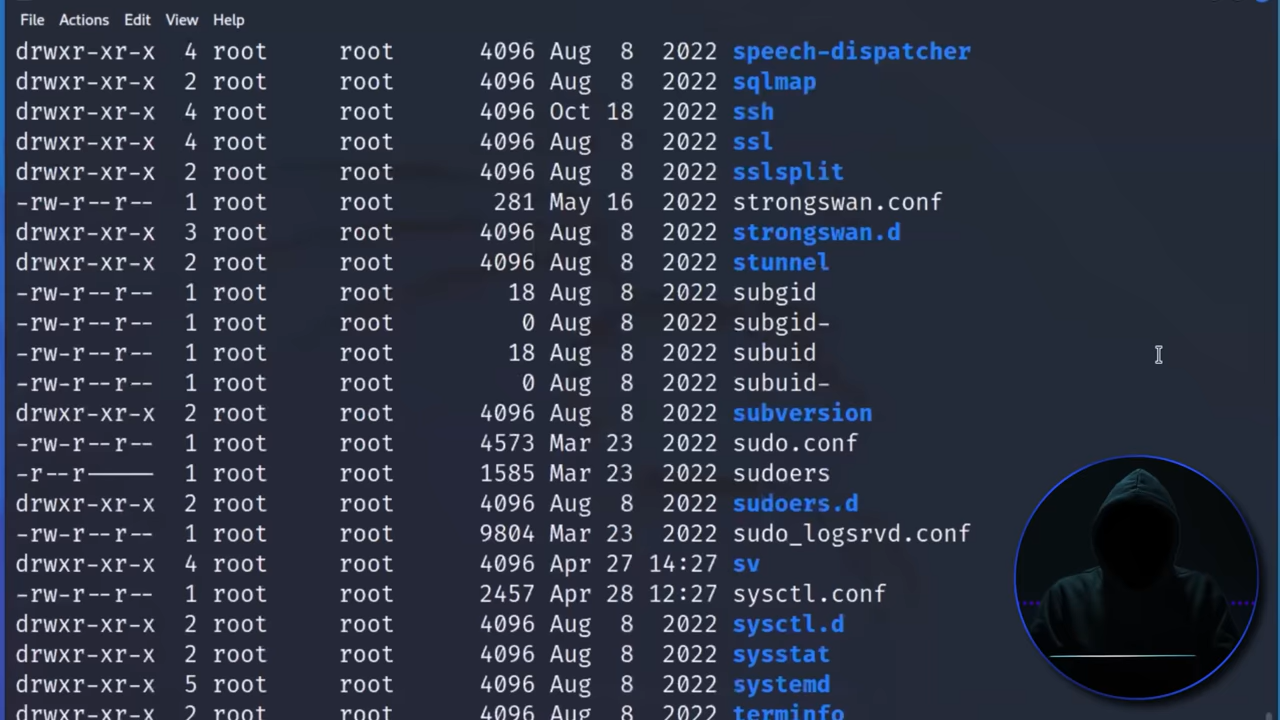 File Actions Edit View Help
drwxr-xr-x 4 root root 4096 Aug 8 2022 speech-dispatcher
drwxr-xr-x 2 root root 4096 Aug 8 2022 sqlmap
drwxr-xr-x 4 root root 4096 Oct 18 2022 ssh
drwxr-xr-x 4 root root 4096 Aug 8 2022 ssl
drwxr-xr-x 2 root root 4096 Aug 8 2022 sslsplit
-rw-r--r-- 1 root root 281 May 16 2022 strongswan.conf
drwxr-xr-x 3 root root 4096 Aug 8 2022 strongswan.d
drwxr-xr-x 2 root root 4096 Aug 8 2022 stunnel
-rw-r--r-- 1 root root 18 Aug 8 2022 subgid
-rw-r--r-- 1 root root 0 Aug 8 2022 subgid-
-rw-r--r-- 1 root root 18 Aug 8 2022 subuid
-rw-r--r-- 1 root root 0 Aug 8 2022 subuid-
drwxr-xr-x 2 root root 4096 Aug 8 2022 subversion
-rw-r--r-- 1 root root 4573 Mar 23 2022 sudo.conf
-r--r----- 1 root root 1585 Mar 23 2022 sudoers
drwxr-xr-x 2 root root 4096 Aug 8 2022 sudoers.d
-rw-r--r-- 1 root root 9804 Mar 23 2022 sudo_logsrvd.conf
drwxr-xr-x 4 root root 4096 Apr 27 14:27 sv
-rw-r--r-- 1 root root 2457 Apr 28 12:27 sysctl.conf
drwxr-xr-x 2 root root 4096 Aug 8 2022 sysctl.d
drwxr-xr-x 2 root root 4096 Aug 8 2022 sysstat
drwxr-xr-x 5 root root 4096 Aug 8 2022 systemd
drwxr-xr-x 2 root root 4096 Aug 8 2022 terminfo